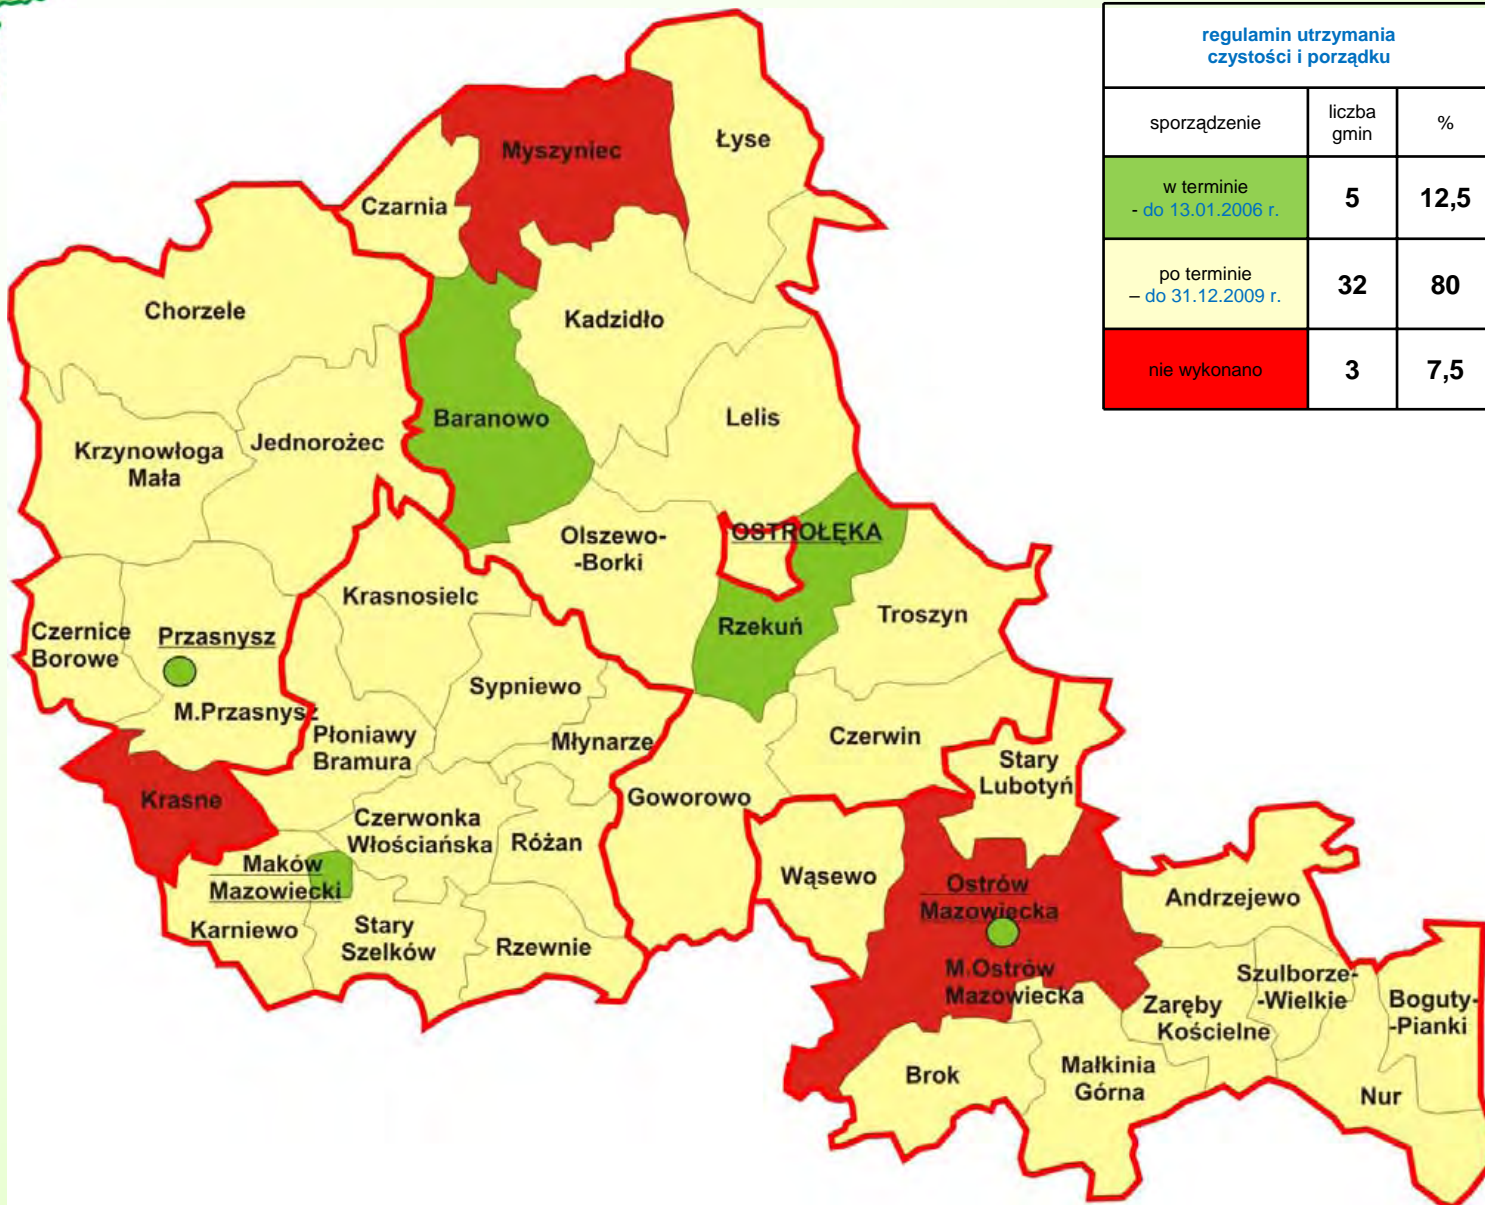 regulamin utrzymania
czystości i porządku
sporządzenie
liczba
gmin
%
w terminie
- do 13.01.2006 r.
5
12,5
po terminie
– do 31.12.2009 r.
32
80
nie wykonano
3
7,5
Łyse
Myszyniec
Czarnia
Chorzele
Kadzidło
Baranowo
Lelis
Krzynowłoga
Mała
Jednorożec
Olszewo-
-Borki
OSTROŁĘKA
Krasnosielc
Rzekuń
Troszyn
Czernice
Borowe
Przasnysz
M.Przasnysz
Sypniewo
Płoniawy
Bramura
Młynarze
Czerwin
Stary
Lubotyń
Krasne
Goworowo
Czerwonka
Włościańska
Różan
Maków
Mazowiecki
Wąsewo
Ostrów
Mazowiecka
Andrzejewo
Karniewo
Stary
Szelków
Rzewnie
M.Ostrów
Mazowiecka
Szulborze-
-Wielkie
Zaręby
Kościelne
Boguty-
-Pianki
Brok
Małkinia
Górna
Nur